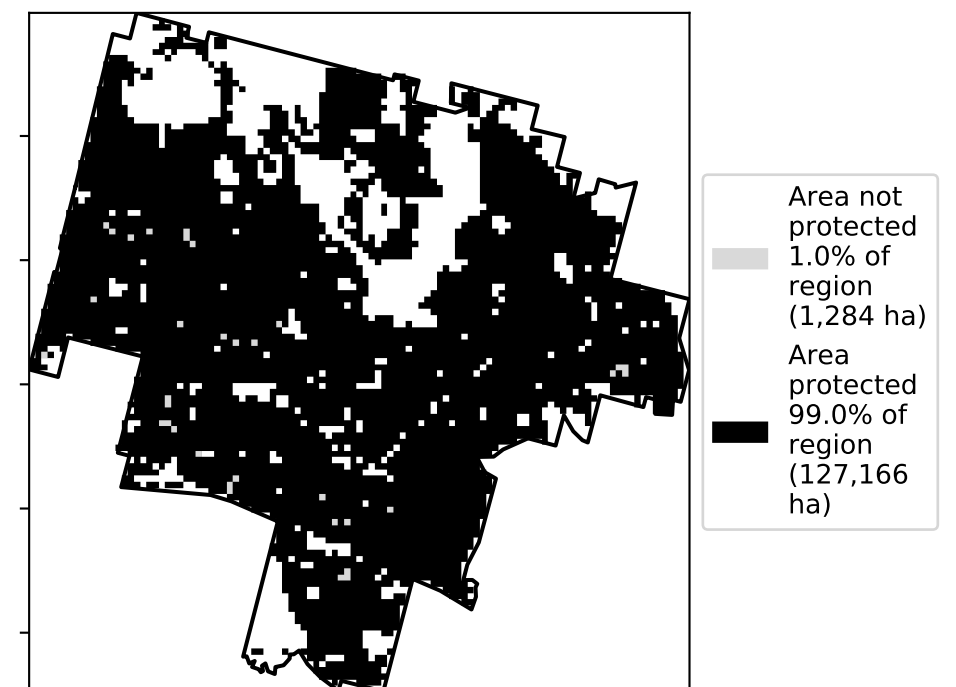 Area not
protected
1.0% of
region
(1,284 ha)
Area
protected
99.0% of
region
(127,166
ha)